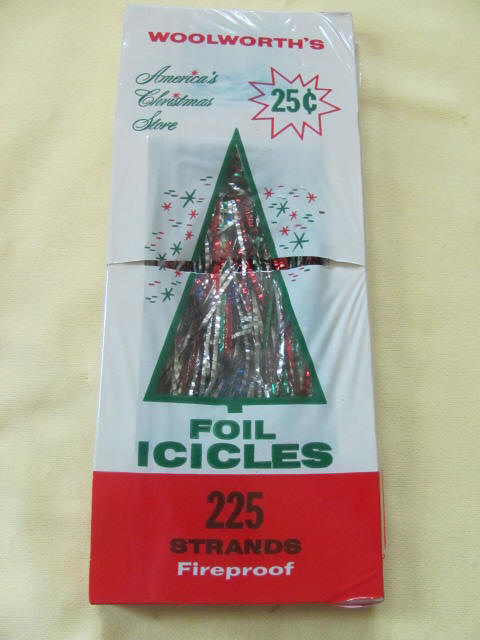 WOOLWORTH'S
America's
Christmas
Store
25¢
FOIL
ICICLES
225
STRANDS
Fireproof